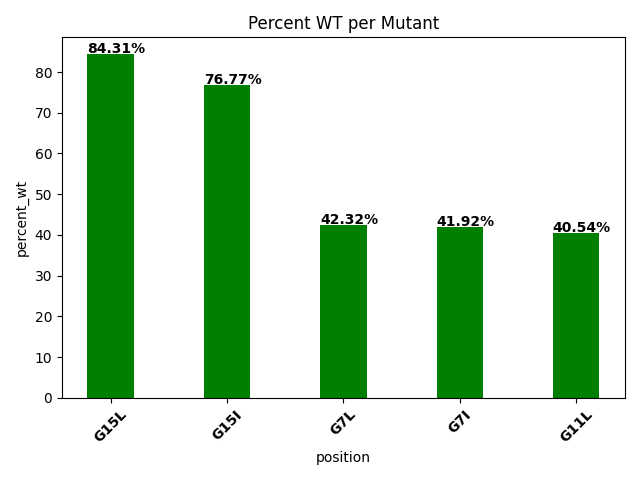 Percent WT per Mutant
84.31%
76.77%
42.32%
41.92%
40.54%
80
70
60
50
40
30
20
10
0
percent_wt
G15L
G15I
G7L
G7I
G11L
position